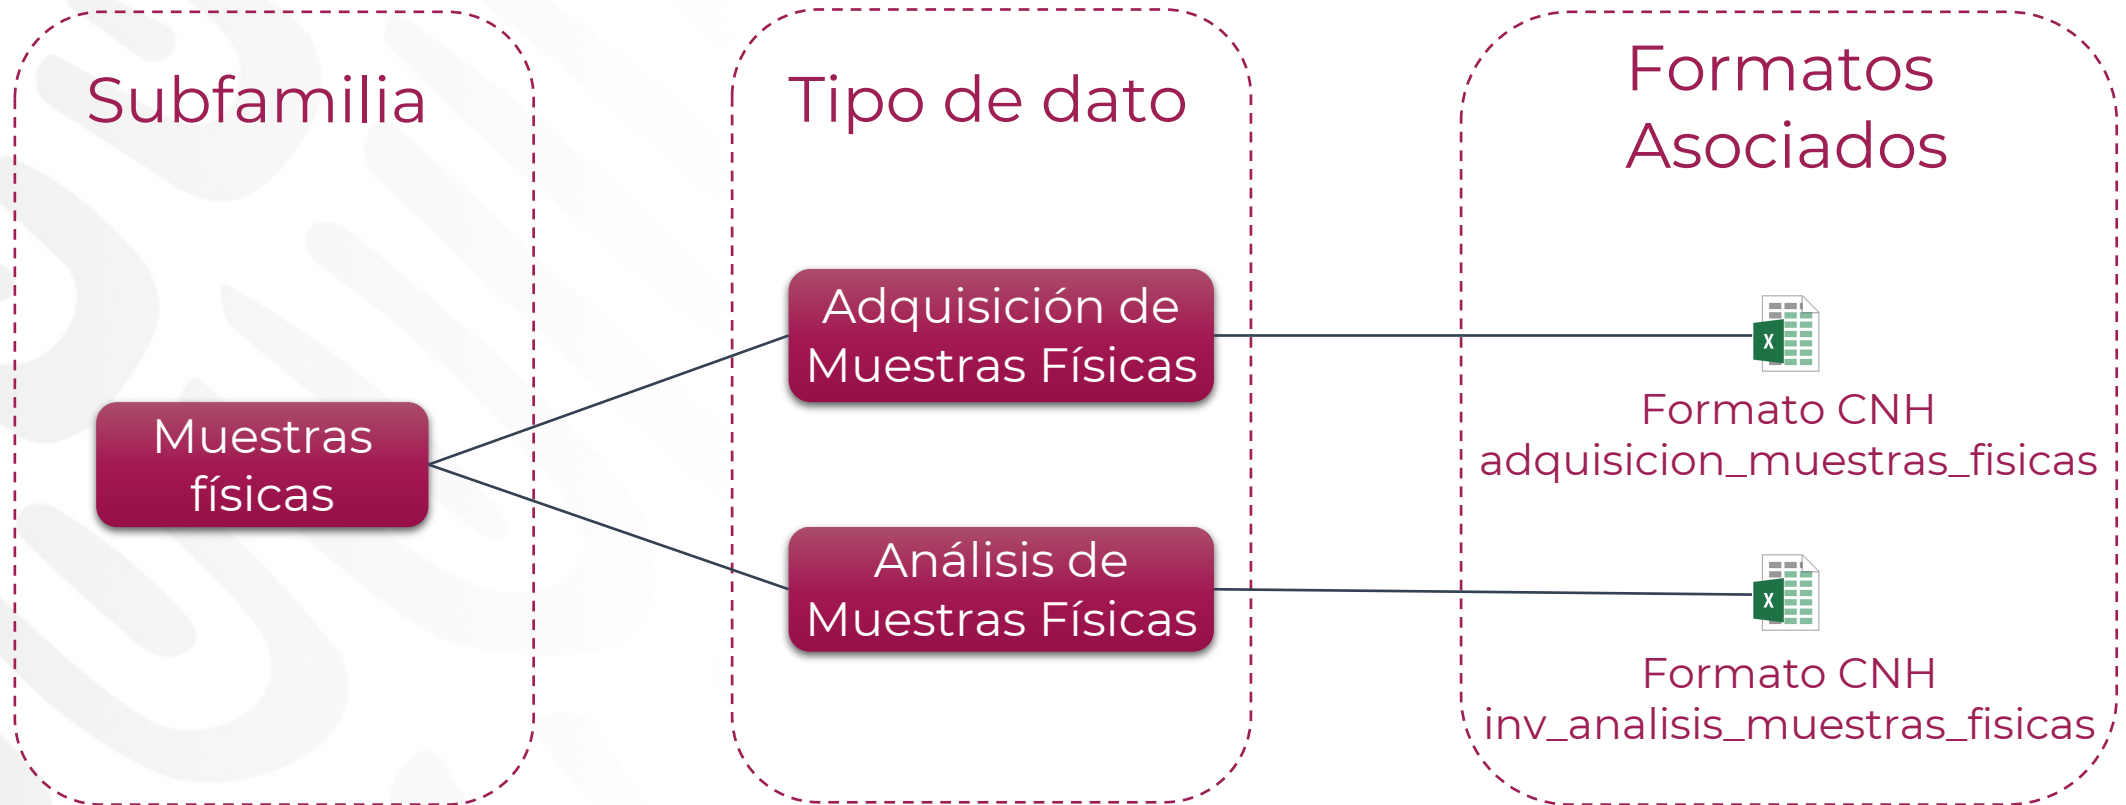 Subfamilia
Tipo de dato
Formatos
Asociados
Muestras
físicas
Adquisición de
Muestras Físicas
Análisis de
Muestras Físicas
X
Formato CNH
adquisicion_muestras_fisicas
X
Formato CNH
inv_analisis_muestras_fisicas